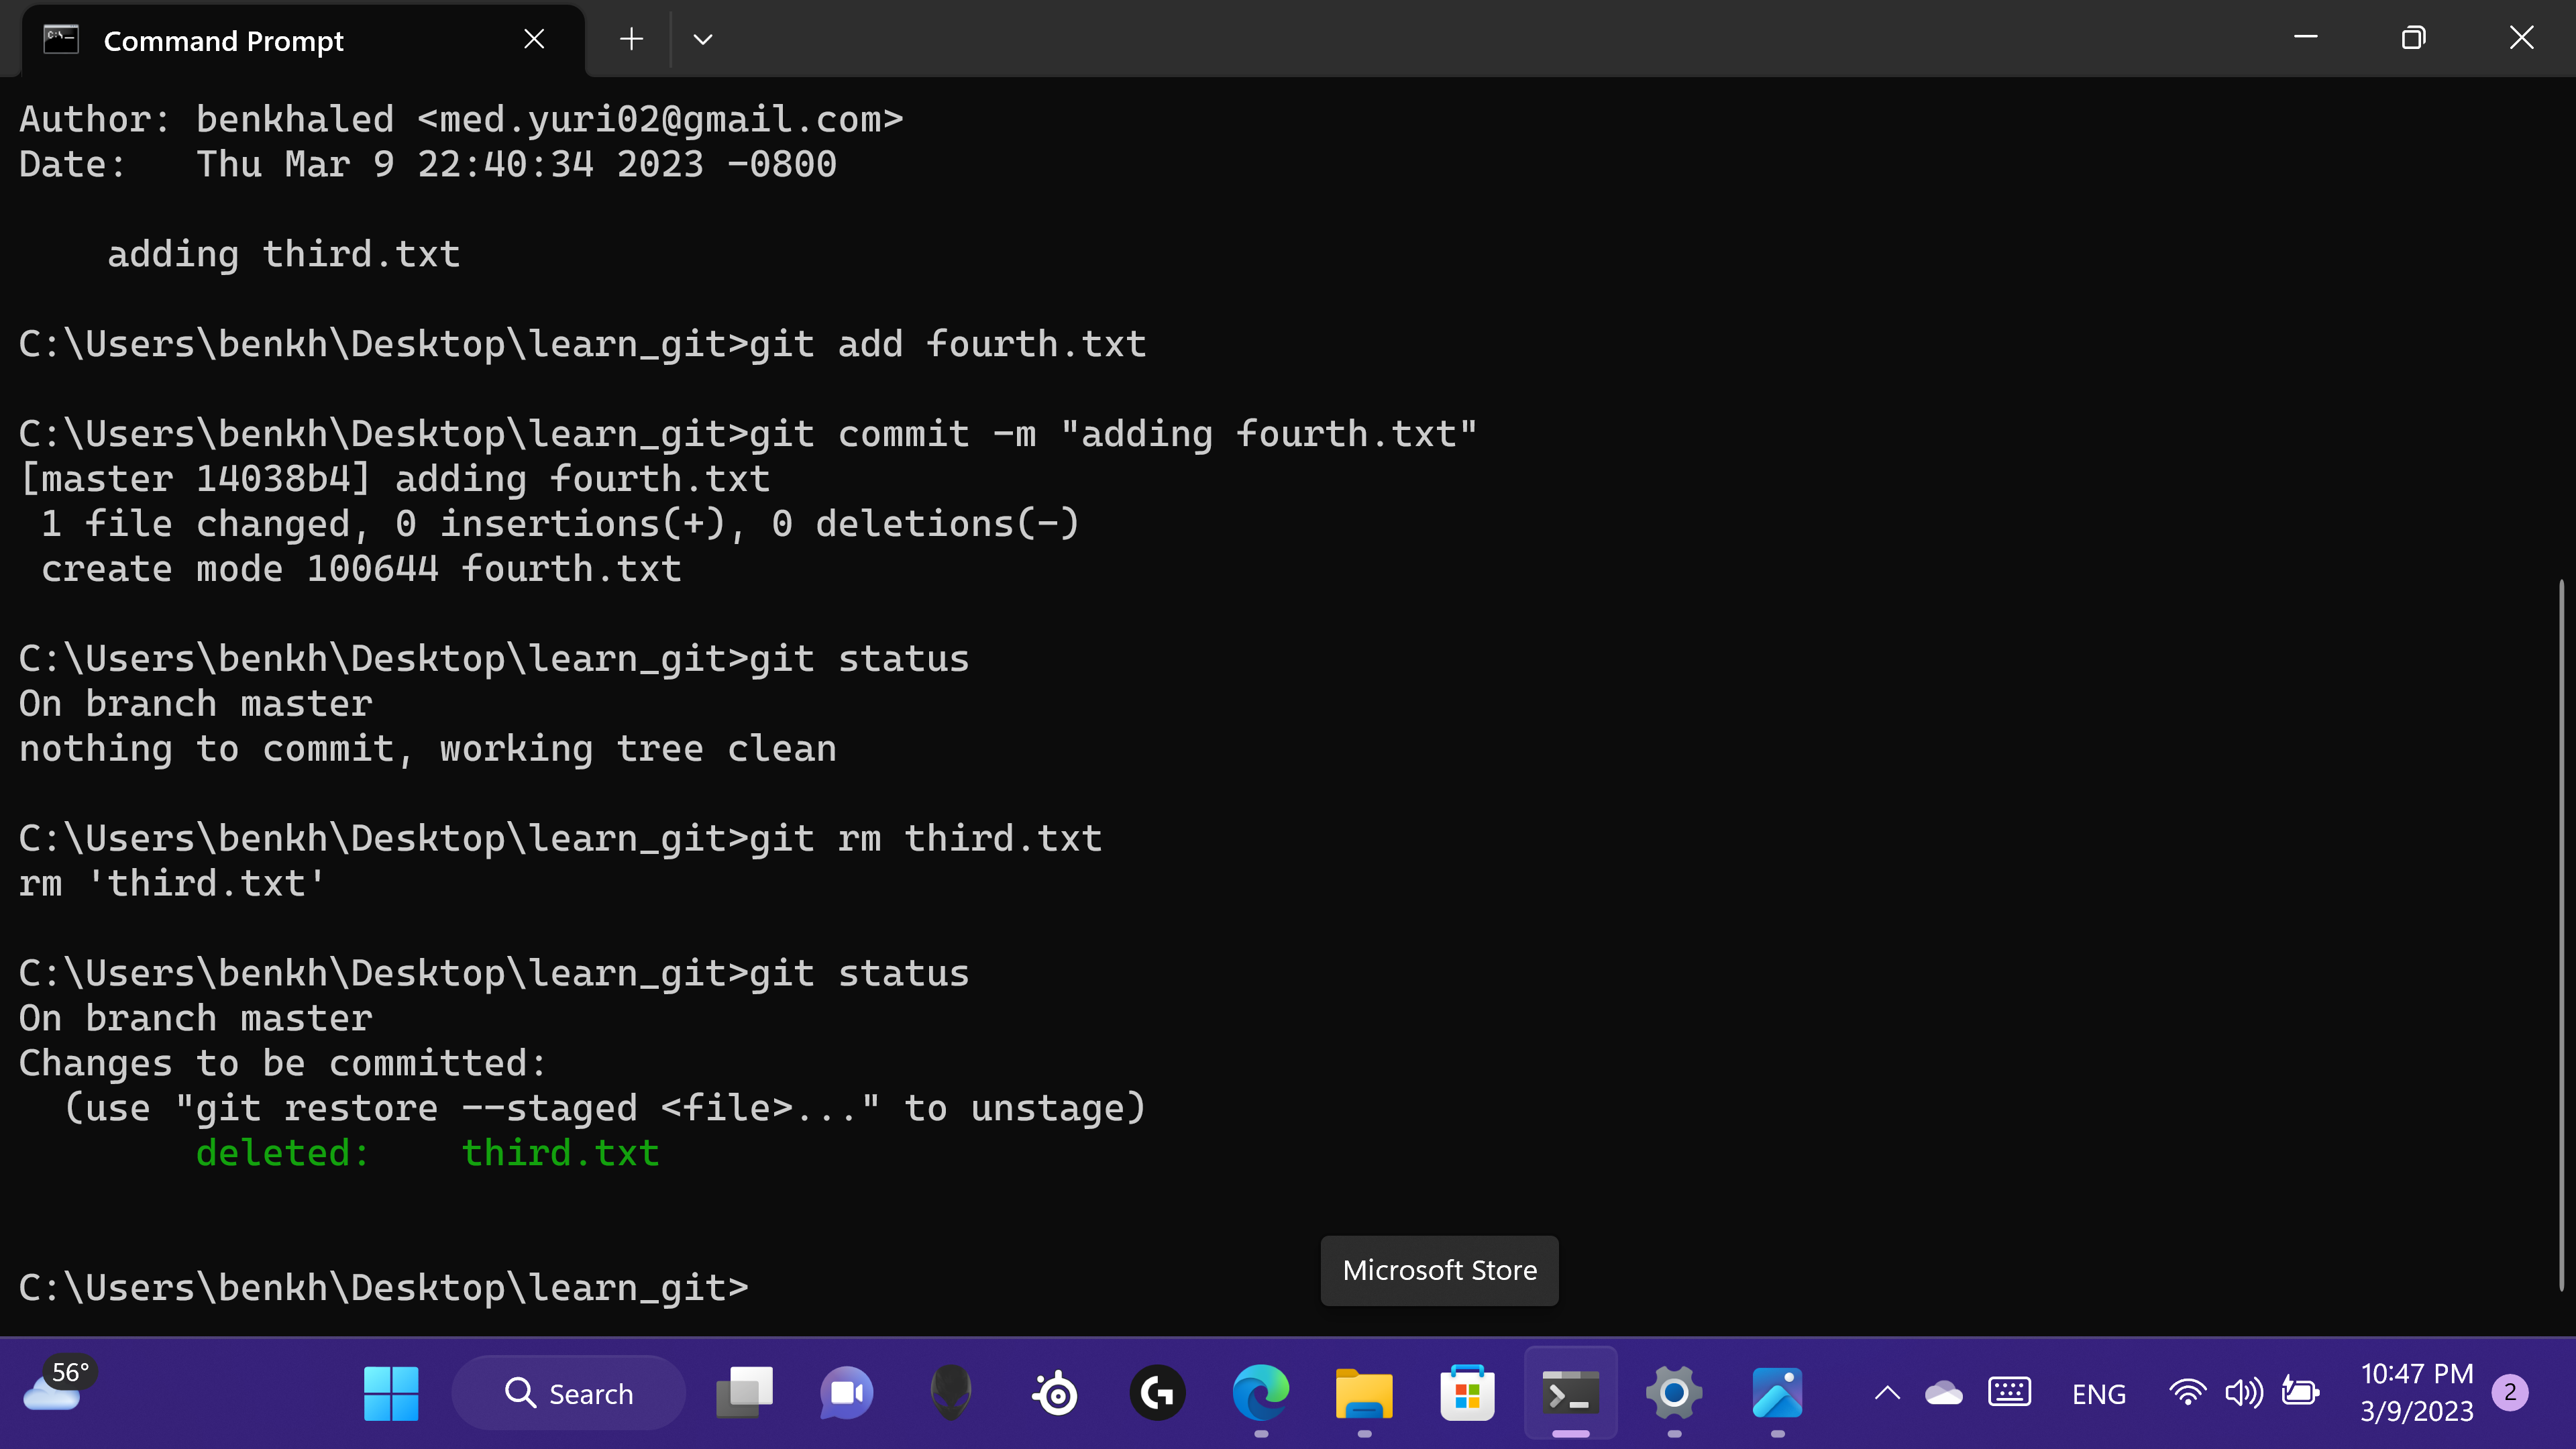 Command Prompt
Author: benkhaled <med.yuri02@gmail.com>
Date:   Thu Mar 9 22:40:34 2023 -0800
    adding third.txt
C:\Users\benkh\Desktop\learn_git>git add fourth.txt
C:\Users\benkh\Desktop\learn_git>git commit -m "adding fourth.txt"
[master 14038b4] adding fourth.txt
 1 file changed, 0 insertions(+), 0 deletions(-)
 create mode 100644 fourth.txt
C:\Users\benkh\Desktop\learn_git>git status
On branch master
nothing to commit, working tree clean
C:\Users\benkh\Desktop\learn_git>git rm third.txt
rm 'third.txt'
C:\Users\benkh\Desktop\learn_git>git status
On branch master
Changes to be committed:
  (use "git restore --staged <file>..." to unstage)
        deleted:    third.txt
C:\Users\benkh\Desktop\learn_git>
Microsoft Store
56°
Search
ENG
10:47 PM
3/9/2023
2